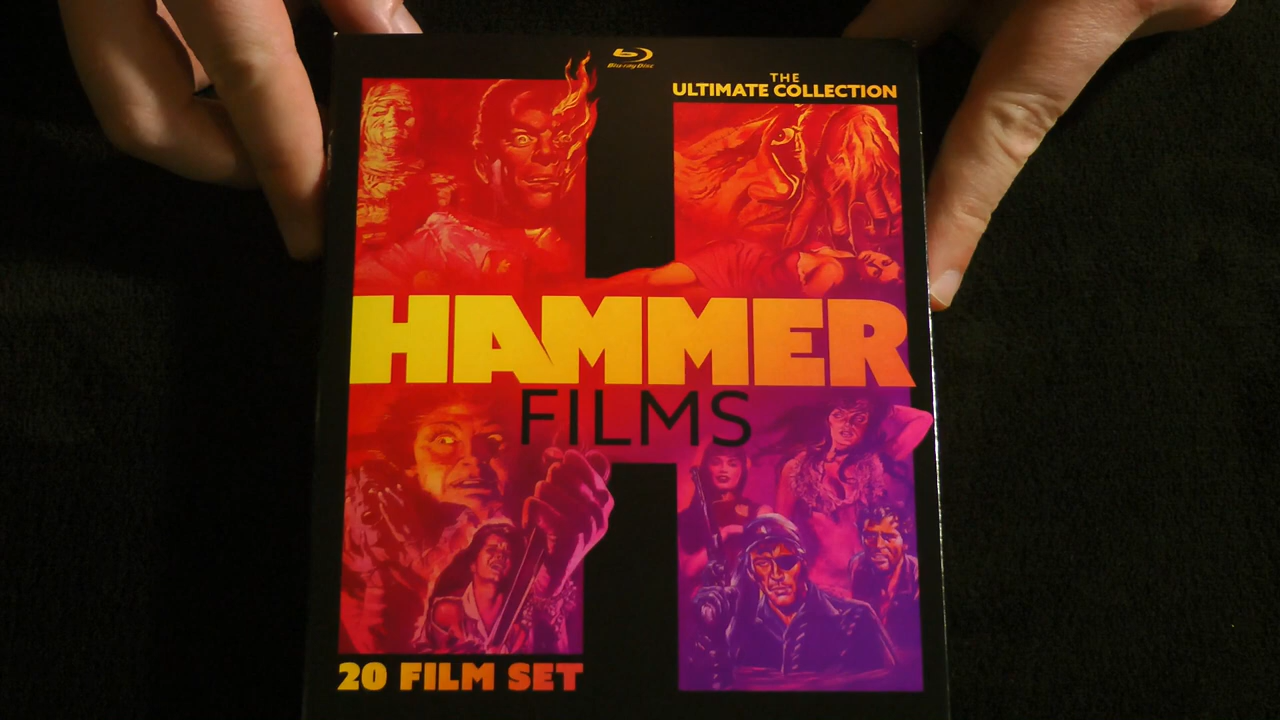 Blu-ray Disc
THE
ULTIMATE COLLECTION
HAMMER
FILMS
20 FILM SET